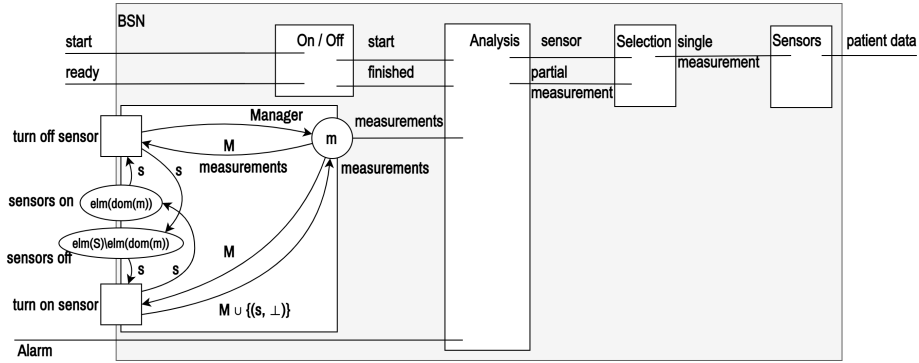 BSN
start
On / Off
start
Analysis
sensor
Selection
single
measurement
Sensors
patient data
ready
finished
partial
measurement
Manager
turn off sensor
m
measurements
M
measurements
measurements
s
s
sensors on
elm(dom(m))
elm(S)\elm(dom(m))
sensors off
s
s
M
turn on sensor
M ∪ {(s, ⊥)}
Alarm